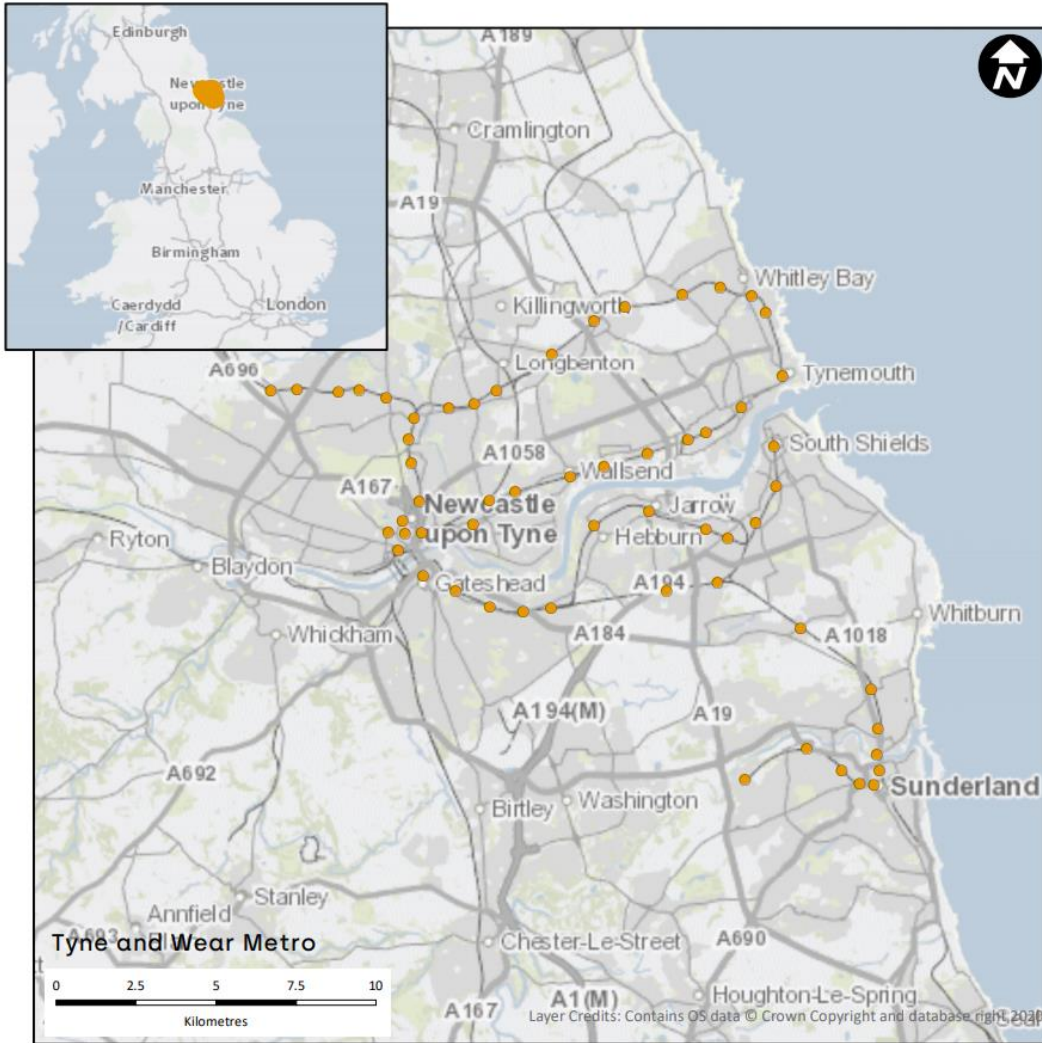 Edinburgh
Newcastle
upon Tyne
Manchester
Birmingham
Caerdydd
/Cardiff
London
A189
N
Cramlington
A19
Whitley Bay
Killingworth
Longbenton
A696
Tynemouth
A1058
South Shields
Wallsend
A167
Newcastle
upon Tyne
Jarrow
Ryton
Hebburn
Blaydon
Gateshead
A194
Whitburn
Whickham
A184
A1018
A194(M)
A19
A692
Sunderland
Birtley
Washington
Stanley
Annfield
A693
Tyne and Wear Metro
Chester-Le-Street
A690
0 2.5 5 7.5 10
Kilometres
A167
A1(M)
Houghton-Le-Spring
Layer Credits: Contains OS data © Crown Copyright and database right 2020